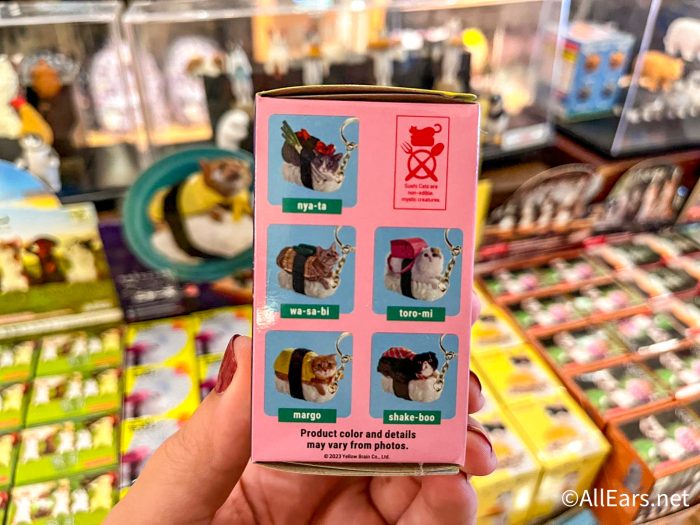 nya-ta
Sushi Cats are
non-edible,
mystic creatures.
wa-sa-bi
toro-mi
margo
shake-boo
Product color and details
may vary from photos.
© 2023 Yellow Brain Co., Ltd.
©AllEars.net